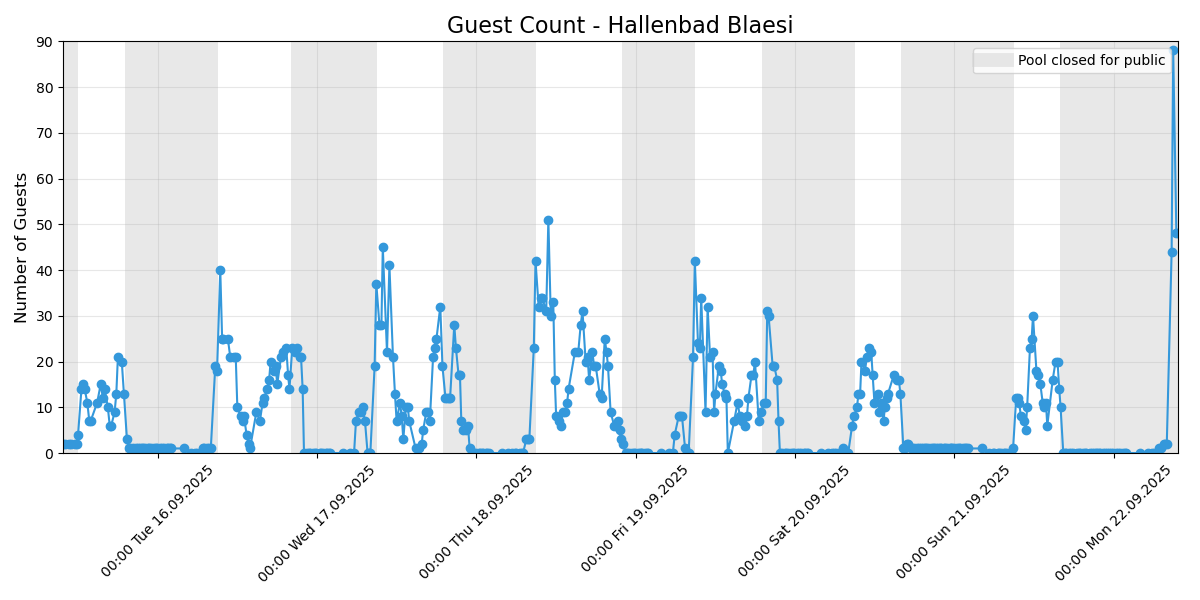 Guest Count - Hallenbad Blaesi
Number of Guests
90
80
70
60
50
40
30
20
10
0
Pool closed for public
00:00 Tue 16.09.2025
00:00 Wed 17.09.2025
00:00 Thu 18.09.2025
00:00 Fri 19.09.2025
00:00 Sat 20.09.2025
00:00 Sun 21.09.2025
00:00 Mon 22.09.2025